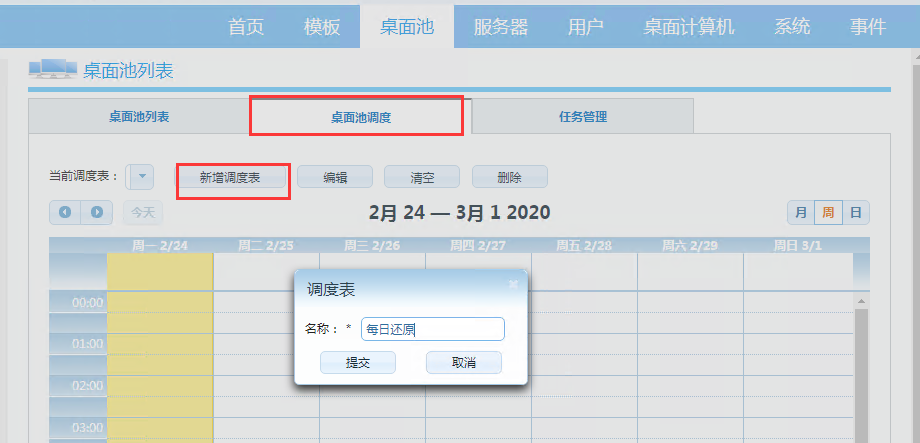 首页 模板 桌面池 服务器 用户 桌面计算机 系统 事件
桌面池列表
桌面池列表 桌面池调度 任务管理
当前调度表： 新增调度表 编辑 清空 删除
今天 2月 24 — 3月 1 2020 月 周 日
周一 2/24 周二 2/25 周三 2/26 周四 2/27 周五 2/28 周六 2/29 周日 3/1
调度表
00:00
名称： * 每日还原
01:00
提交 取消
02:00
03:00